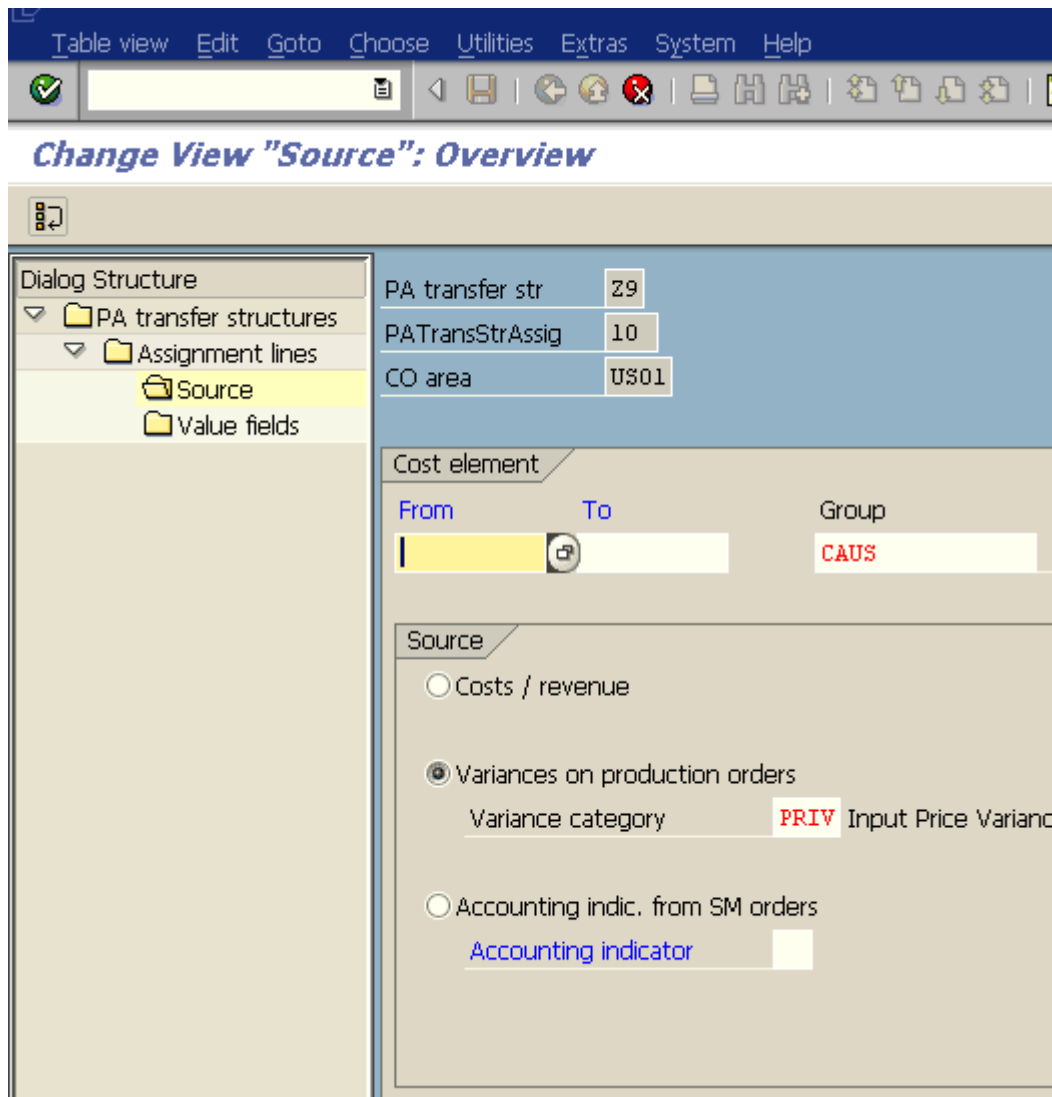 Table view Edit Goto Choose Utilities Extras System Help
Change View "Source": Overview
Dialog Structure
PA transfer structures
Assignment lines
Source
Value fields
PA transfer str Z9
PATransStrAssig 10
CO area US01
Cost element
From To Group
CAUS
Source
Costs / revenue
Variances on production orders
Variance category PRIV Input Price Varianc
Accounting indic. from SM orders
Accounting indicator